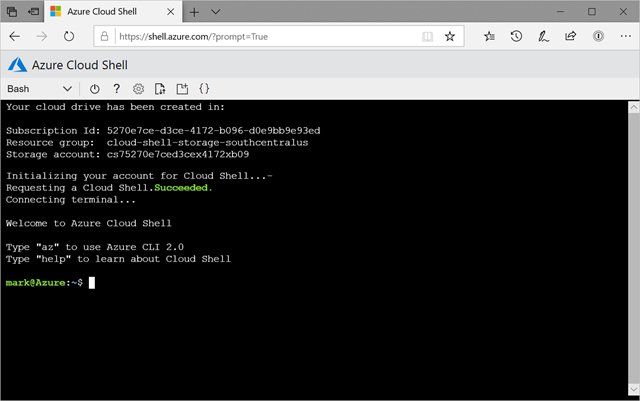 Azure Cloud Shell
https://shell.azure.com/?prompt=True
Azure Cloud Shell
Bash
Your cloud drive has been created in:
Subscription Id: 5270e7ce-d3ce-4172-b096-d0e9bb9e93ed
Resource group:  cloud-shell-storage-southcentralus
Storage account: cs75270e7ced3cex4172xb09
Initializing your account for Cloud Shell...-
Requesting a Cloud Shell.Succeeded.
Connecting terminal...
Welcome to Azure Cloud Shell
Type "az" to use Azure CLI 2.0
Type "help" to learn about Cloud Shell
mark@Azure:~$